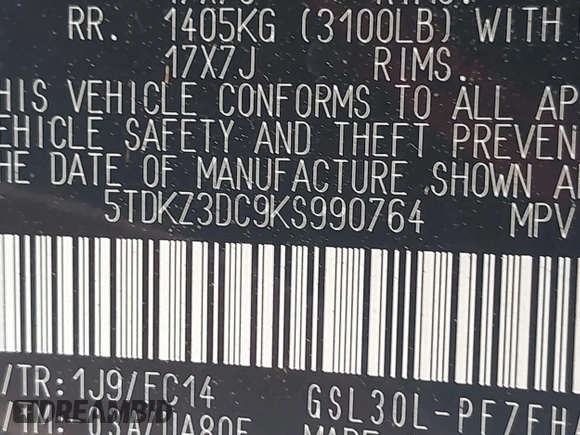 RR. 1405KG (3100LB) WITH
17X7J RIMS.
HIS VEHICLE CONFORMS TO ALL AP
EHICLE SAFETY AND THEFT PREVEN
HE DATE OF MANUFACTURE SHOWN A
5TDKZ3DC9KS990764 MPV
/TR:1J9/FC14
GSL30L-PFZFH
DREAMBID